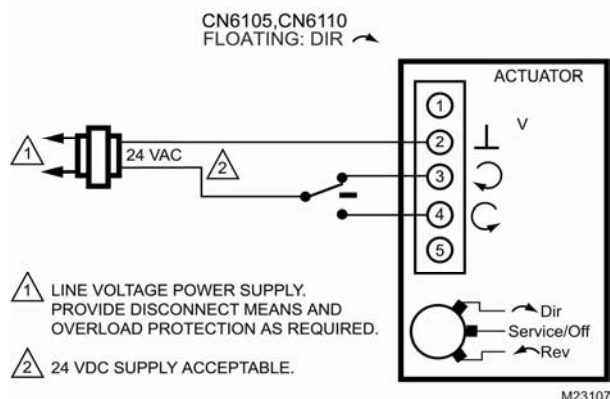 CN6105,CN6110
FLOATING: DIR
ACTUATOR
1
V
1
24 VAC
2
2
3
4
5
1 LINE VOLTAGE POWER SUPPLY.
PROVIDE DISCONNECT MEANS AND
OVERLOAD PROTECTION AS REQUIRED.
2 24 VDC SUPPLY ACCEPTABLE.
Dir
Service/Off
Rev
M23107